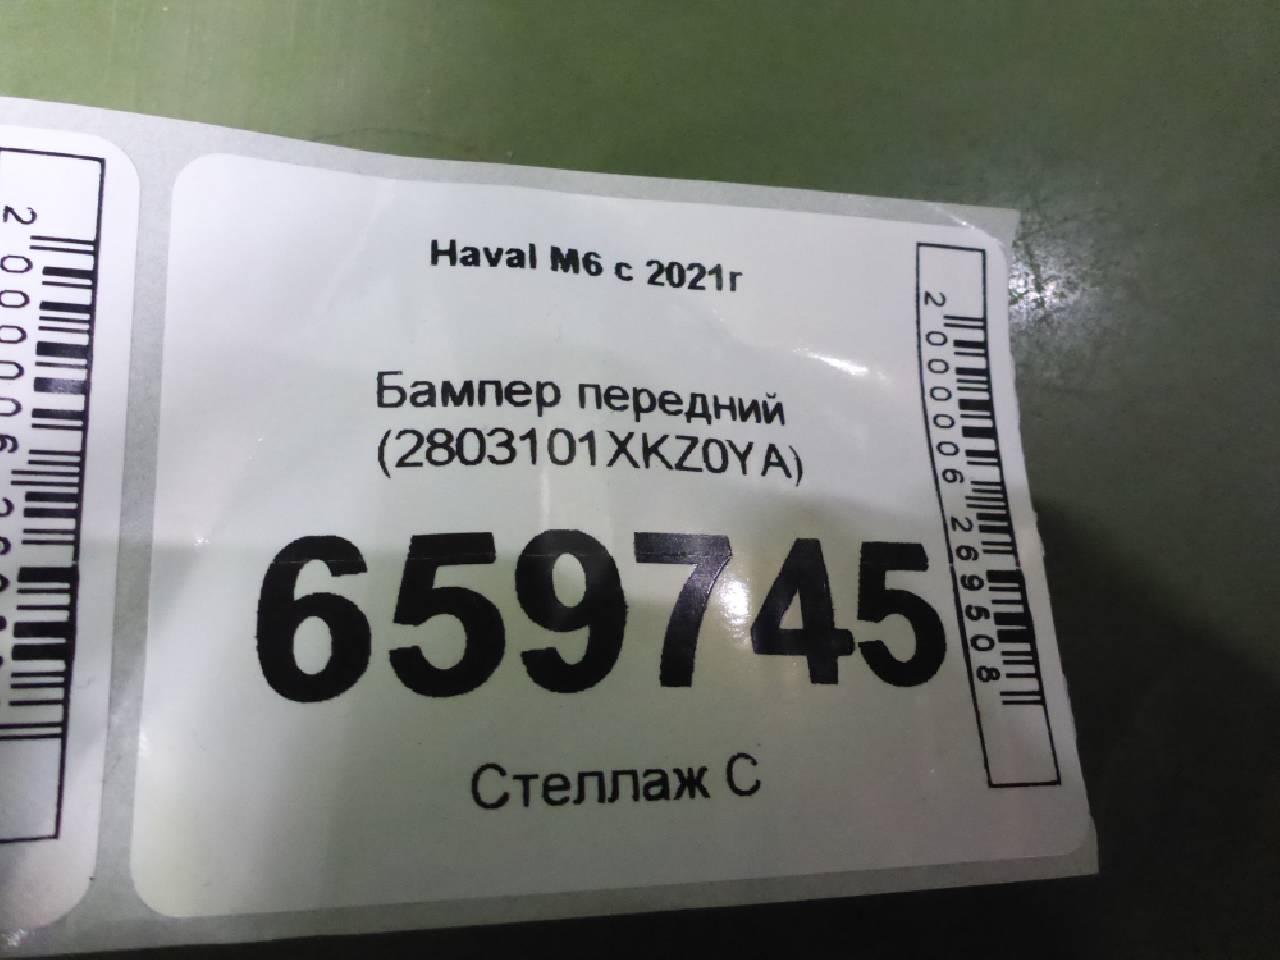 Haval M6 с 2021г
Бампер передний
(2803101XKZ0YA)
659745
Стеллаж С
2000006269508